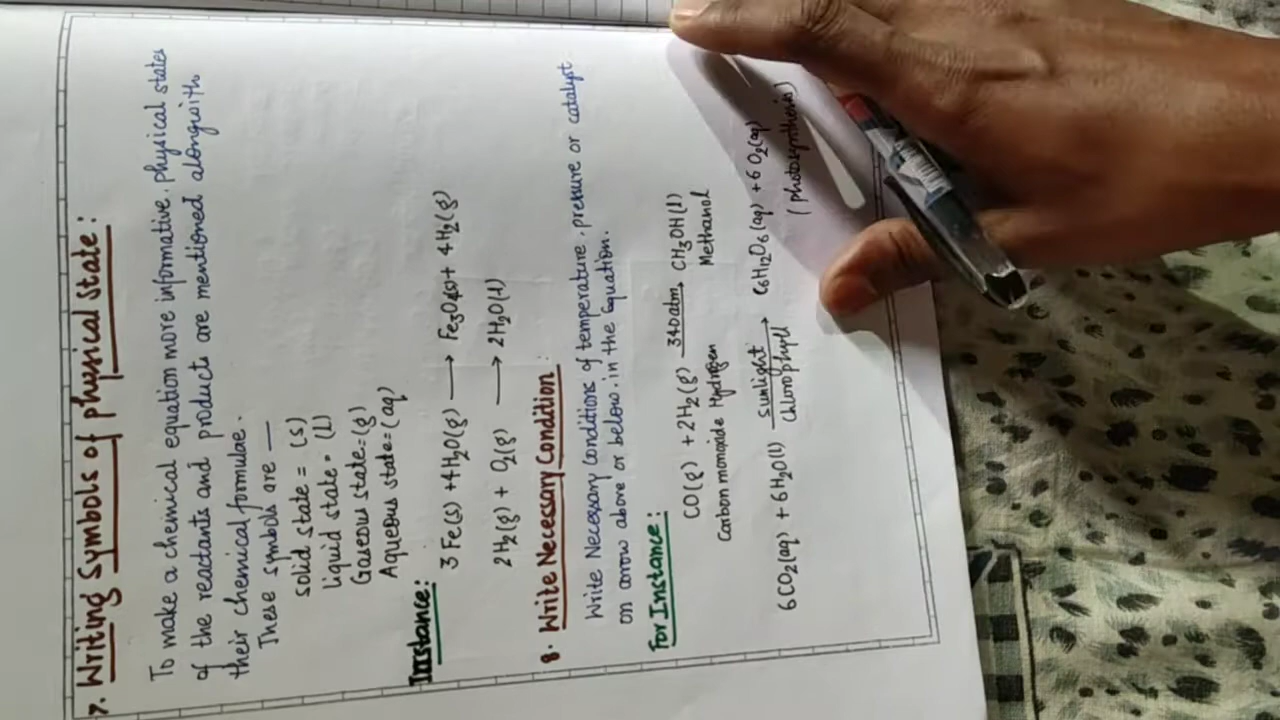 7. Writing Symbols of physical state:
To make a chemical equation more informative, physical states
of the reactants and products are mentioned alongwith
their chemical formulae.
These symbols are —
Solid state = (s)
liquid state = (l)
Gaseous state = (g)
Aqueous state = (aq)
Instance:
3 Fe(s) + 4H₂O(g) → Fe₃O₄(s) + 4H₂(g)
2H₂(g) + O₂(g) → 2H₂O(l)
8. Write Necessary Condition:
Write Necessary conditions of temperature, pressure or catalyst
on arrow above or below in the Equation.
For Instance:
CO(g) + 2H₂(g) 340atm → CH₃OH(l)
Carbon monoxide Hydrogen Methanol
6CO₂(aq) + 6H₂O(l) sunlight → chlorophyll C₆H₁₂O₆(aq) + 6O₂(aq)
(photosynthesis)